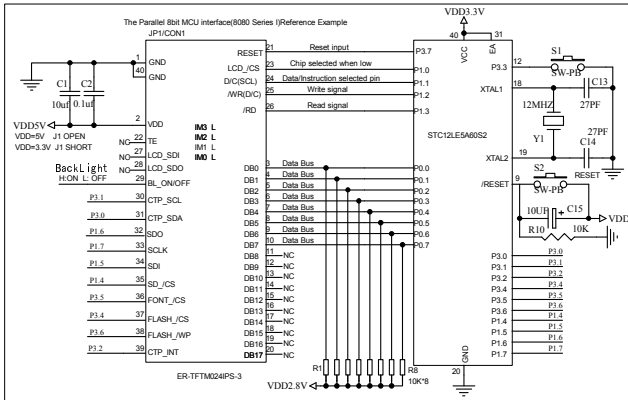 The Parallel 8bit MCU interface(8080 Series I)Reference Example
JP1/CON1
VDD3.3V
1 GND
40 GND
C1 C2
10uf 0.1uf
VDD5V
2 VDD
VDD=5V J1 OPEN
VDD=3.3V J1 SHORT
NC 22 TE
NC 27 LCD_SDI
NC 28 LCD_SDO
BackLight
H:ON L: OFF 29 BL_ON/OFF
P3.1 30 CTP_SCL
P3.0 31 CTP_SDA
P1.6 32 SDO
P1.7 33 SCLK
P1.5 34 SDI
P1.4 35 SD_/CS
P3.5 36 FONT_/CS
P3.4 37 FLASH_/CS
P3.6 38 FLASH_/WP
P3.2 39 CTP_INT
IM3 L
IM2 L
IM1 L
IM0 L
RESET 21 Reset input P3.7
LCD_/CS 23 Chip selected when low P1.0
D/C(SCL) 24 Data/Instruction selected pin P1.1
/WR(D/C) 25 Write signal P1.2
/RD 26 Read signal P1.3
DB0 3 Data Bus P0.0
DB1 4 Data Bus P0.1
DB2 5 Data Bus P0.2
DB3 6 Data Bus P0.3
DB4 7 Data Bus P0.4
DB5 8 Data Bus P0.5
DB6 9 Data Bus P0.6
DB7 10 Data Bus P0.7
DB8 11 NC
DB9 12 NC
DB10 13 NC
DB11 14 NC
DB12 15 NC
DB13 16 NC
DB14 17 NC
DB15 18 NC
DB16 19 NC
DB17 20 NC
ER-TFTM024IPS-3
R1 R8
10K*8
VDD2.8V
40 31
VCC EA
STC12LE5A60S2
GND
20
P3.3 12
S1
SW-PB
XTAL1 18
C13
27PF
12MHZ
Y1
27PF
C14
XTAL2 19
RESET
S2
/RESET 9
SW-PB
10UF C15
VDD
R10 10K
P3.0 P3.0
P3.1 P3.1
P3.2 P3.2
P3.4 P3.4
P3.5 P3.5
P3.6 P3.6
P1.4 P1.4
P1.5 P1.5
P1.6 P1.6
P1.7 P1.7